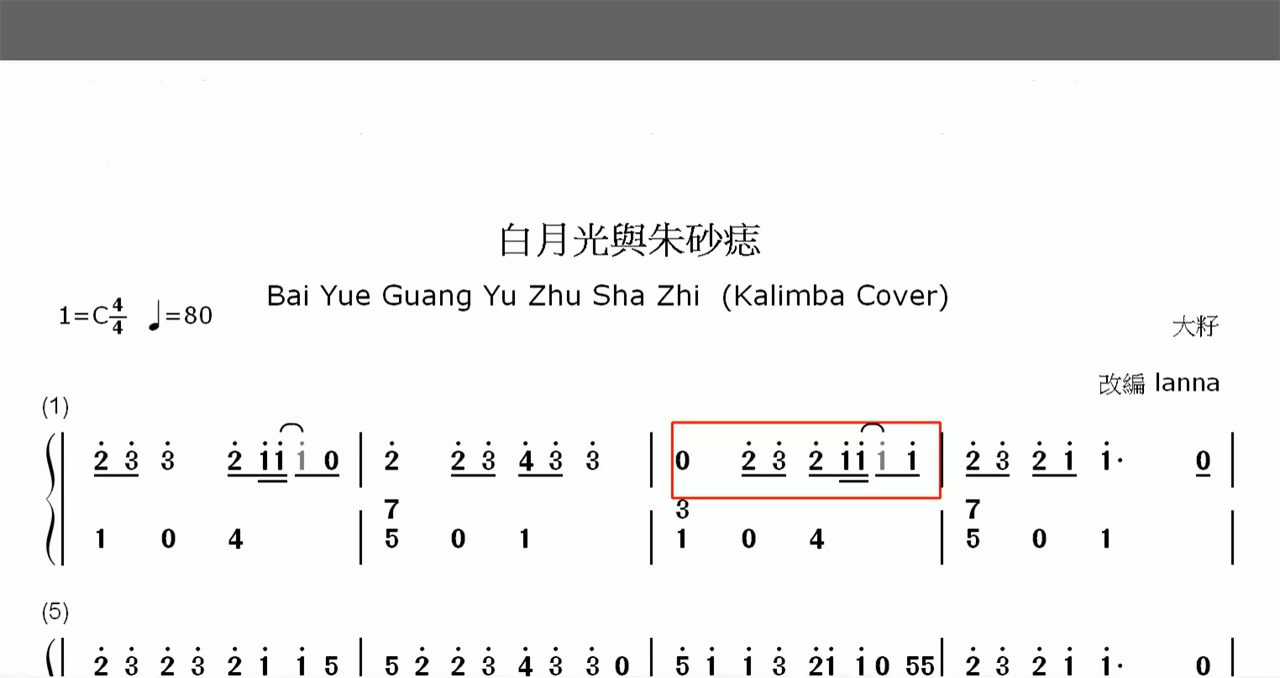 白月光與朱砂痣
Bai Yue Guang Yu Zhu Sha Zhi (Kalimba Cover)
1=C 4/4 ♩=80
大籽
改編 lanna
(1)
2̇ 3̇ 3̇ 2̇ 1̇ 1̇ 1̇ 0 | 2̇ 2̇ 3̇ 4̇ 3̇ 3̇ | 0 2̇ 3̇ 2̇ 1̇ 1̇ 1̇ 1̇ | 2̇ 3̇ 2̇ 1̇ 1̇· 0 |
7 3 7
1 0 4 | 5 0 1 | 1 0 4 | 5 0 1 |
(5)
2̇ 3̇ 2̇ 3̇ 2̇ 1̇ 1̇ 5 | 5 2̇ 2̇ 3̇ 4̇ 3̇ 3̇ 0 | 5̇ 1̇ 1̇ 3̇ 2̇ 1̇ 1̇ 0 5 5 | 2̇ 3̇ 2̇ 1̇ 1̇· 0 |